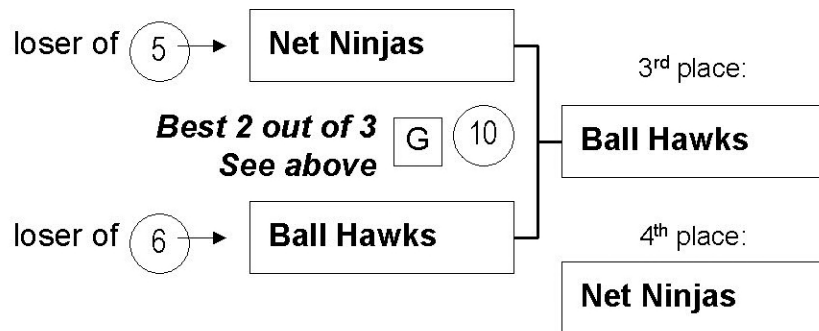 loser of 5 Net Ninjas
3rd place:
Best 2 out of 3
See above
G 10
Ball Hawks
loser of 6 Ball Hawks
4th place:
Net Ninjas